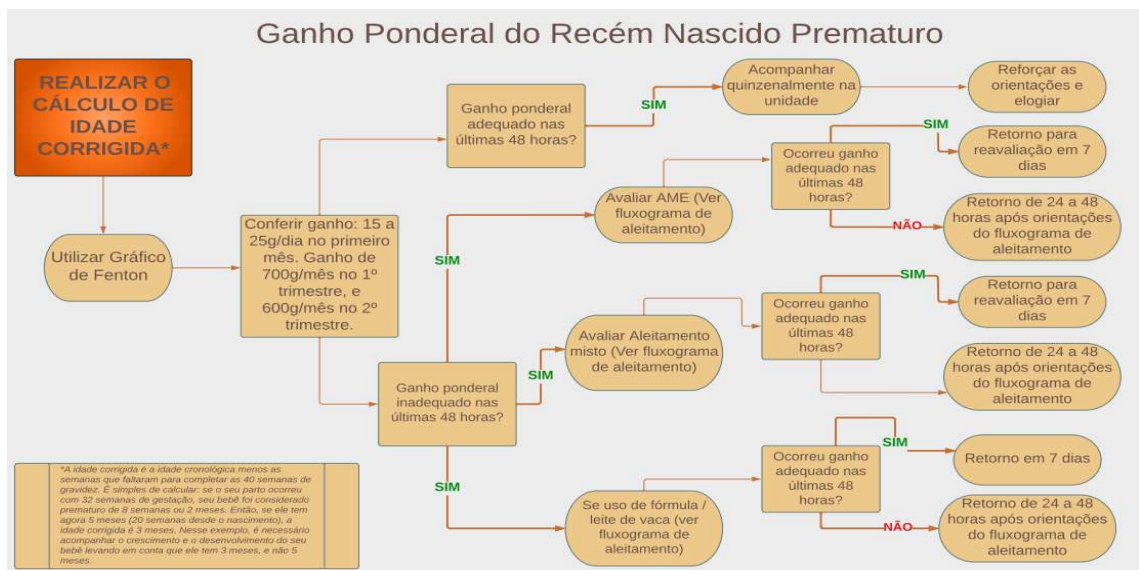 Ganho Ponderal do Recém Nascido Prematuro
REALIZAR O
CÁLCULO DE
IDADE
CORRIGIDA*
Utilizar Gráfico
de Fenton
Conferir ganho: 15 a
25g/dia no primeiro
mês. Ganho de
700g/mês no 1º
trimestre, e
600g/mês no 2º
trimestre.
Ganho ponderal
adequado nas
últimas 48 horas?
SIM
Acompanhar
quinzenalmente na
unidade
Reforçar as
orientações e
elogiar
Ganho ponderal
inadequado nas
últimas 48 horas?
SIM
Avaliar AME (Ver
fluxograma de
aleitamento)
Ocorreu ganho
adequado nas
últimas 48
horas?
SIM
Retorno para
reavaliação em 7
dias
NÃO
Retorno de 24 a 48
horas após orientações
do fluxograma de
aleitamento
SIM
Avaliar Aleitamento
misto (Ver fluxograma
de aleitamento)
Ocorreu ganho
adequado nas
últimas 48
horas?
SIM
Retorno para
reavaliação em 7
dias
Retorno de 24 a 48
horas após orientações
do fluxograma de
aleitamento
SIM
Se uso de fórmula /
leite de vaca (ver
fluxograma de
aleitamento)
Ocorreu ganho
adequado nas
últimas 48
horas?
SIM
Retorno em 7 dias
NÃO
Retorno de 24 a 48
horas após orientações
do fluxograma de
aleitamento
*A idade corrigida é a idade cronológica menos as
semanas que faltaram para completar as 40 semanas de
gravidez. É simples de calcular: se o seu parto ocorreu
com 32 semanas de gestação, seu bebê foi considerado
prematuro de 8 semanas ou 2 meses. Então, se ele tem
agora 5 meses (20 semanas desde o nascimento), a
idade corrigida é 3 meses. Nesse exemplo, é necessário
acompanhar o crescimento e o desenvolvimento do seu
bebê levando em conta que ele tem 3 meses, e não 5
meses.